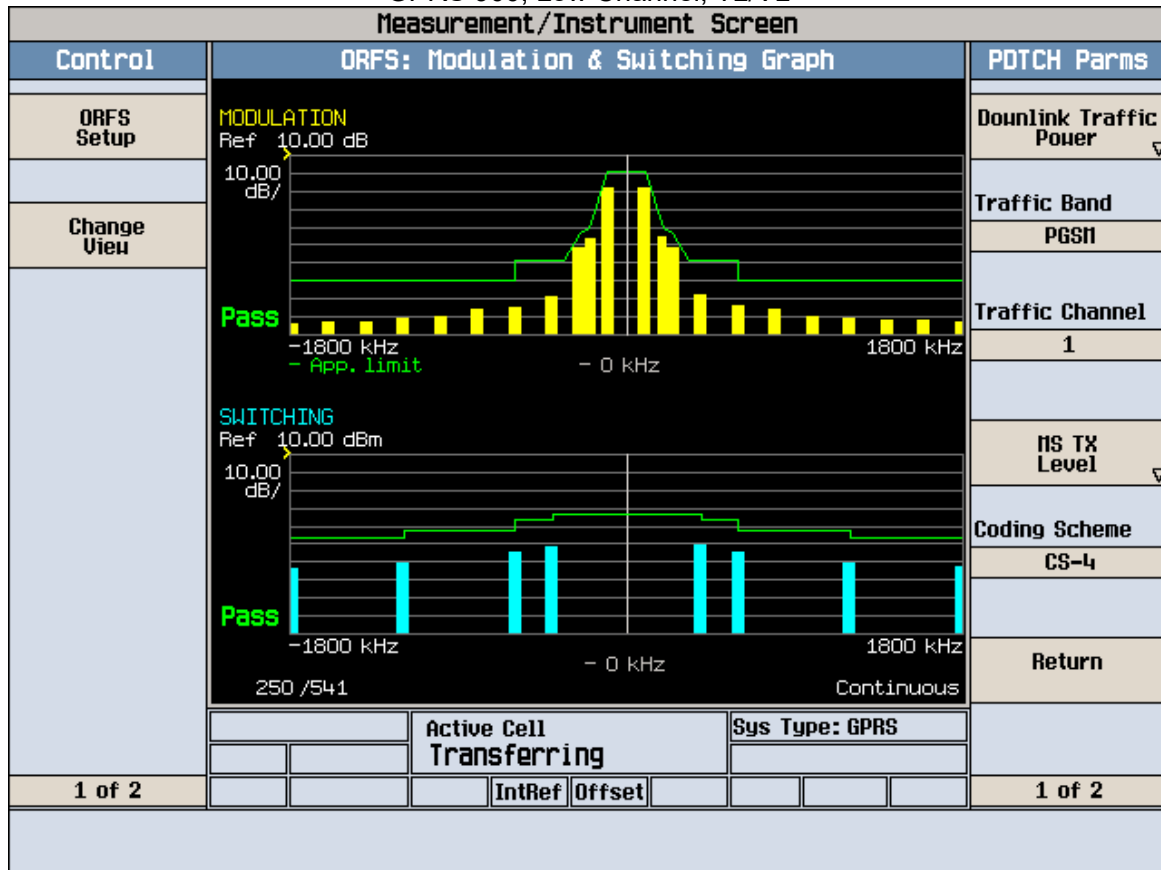 Measurement/Instrument Screen
Control
ORFS: Modulation & Switching Graph
PDTCH Parms
ORFS
Setup
Change
View
MODULATION
Ref 10.00 dB
10.00
dB/
Pass
-1800 kHz
1800 kHz
- App. limit
- 0 kHz
SWITCHING
Ref 10.00 dBm
10.00
dB/
Pass
-1800 kHz
1800 kHz
- 0 kHz
250 /541
Continuous
Downlink Traffic
Power
Traffic Band
PGSM
Traffic Channel
1
MS TX
Level
Coding Scheme
CS-4
Return
Active Cell
Transferring
Sys Type: GPRS
1 of 2
IntRef
Offset
1 of 2